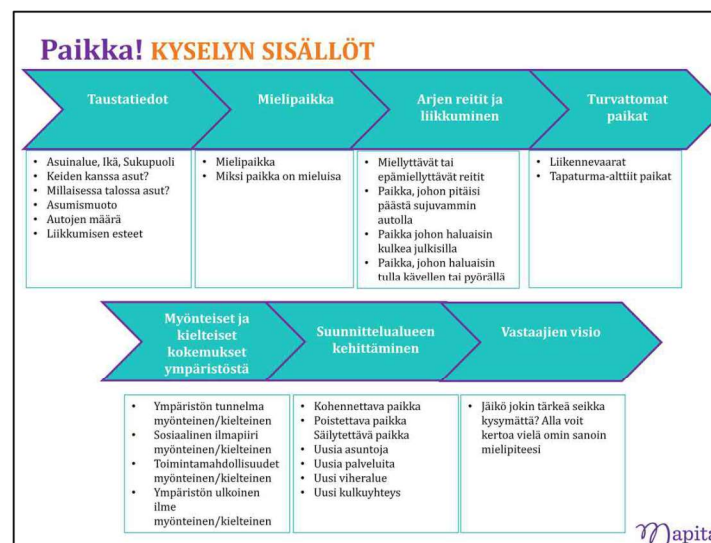 Paikka! KYSELYN SISÄLLÖT
Taustatiedot
Mielipaikka
Arjen reitit ja
liikkuminen
Turvattomat
paikat
• Asuinalue, Ikä, Sukupuoli
• Keiden kanssa asut?
• Millaisessa talossa asut?
• Asumismuoto
• Autojen määrä
• Liikkumisen esteet
• Mielipaikka
• Miksi paikka on mieluisa
• Miellyttävät tai
epämiellyttävät reitit
• Paikka, johon pitäisi
päästä sujuvammin
autolla
• Paikka johon haluaisin
kulkea julkisilla
• Paikka, johon haluaisin
tulla kävellen tai pyörällä
• Liikennevaarat
• Tapaturma-alttiit paikat
Myönteiset ja
kielteiset
kokemukset
ympäristöstä
Suunnittelualueen
kehittäminen
Vastaajien visio
• Ympäristön tunnelma
myönteinen/kielteinen
• Sosiaalinen ilmapiiri
myönteinen/kielteinen
• Toimintamahdollisuudet
myönteinen/kielteinen
• Ympäristön ulkoinen
ilme
myönteinen/kielteinen
• Kohennettava paikka
• Poistettava paikka
Säilytettävä paikka
• Uusia asuntoja
• Uusia palveluita
• Uusi viheralue
• Uusi kulkuyhteys
• Jäikö jokin tärkeä seikka
kysymättä? Alla voit
kertoa vielä omin sanoin
mielipiteesi
Mapita